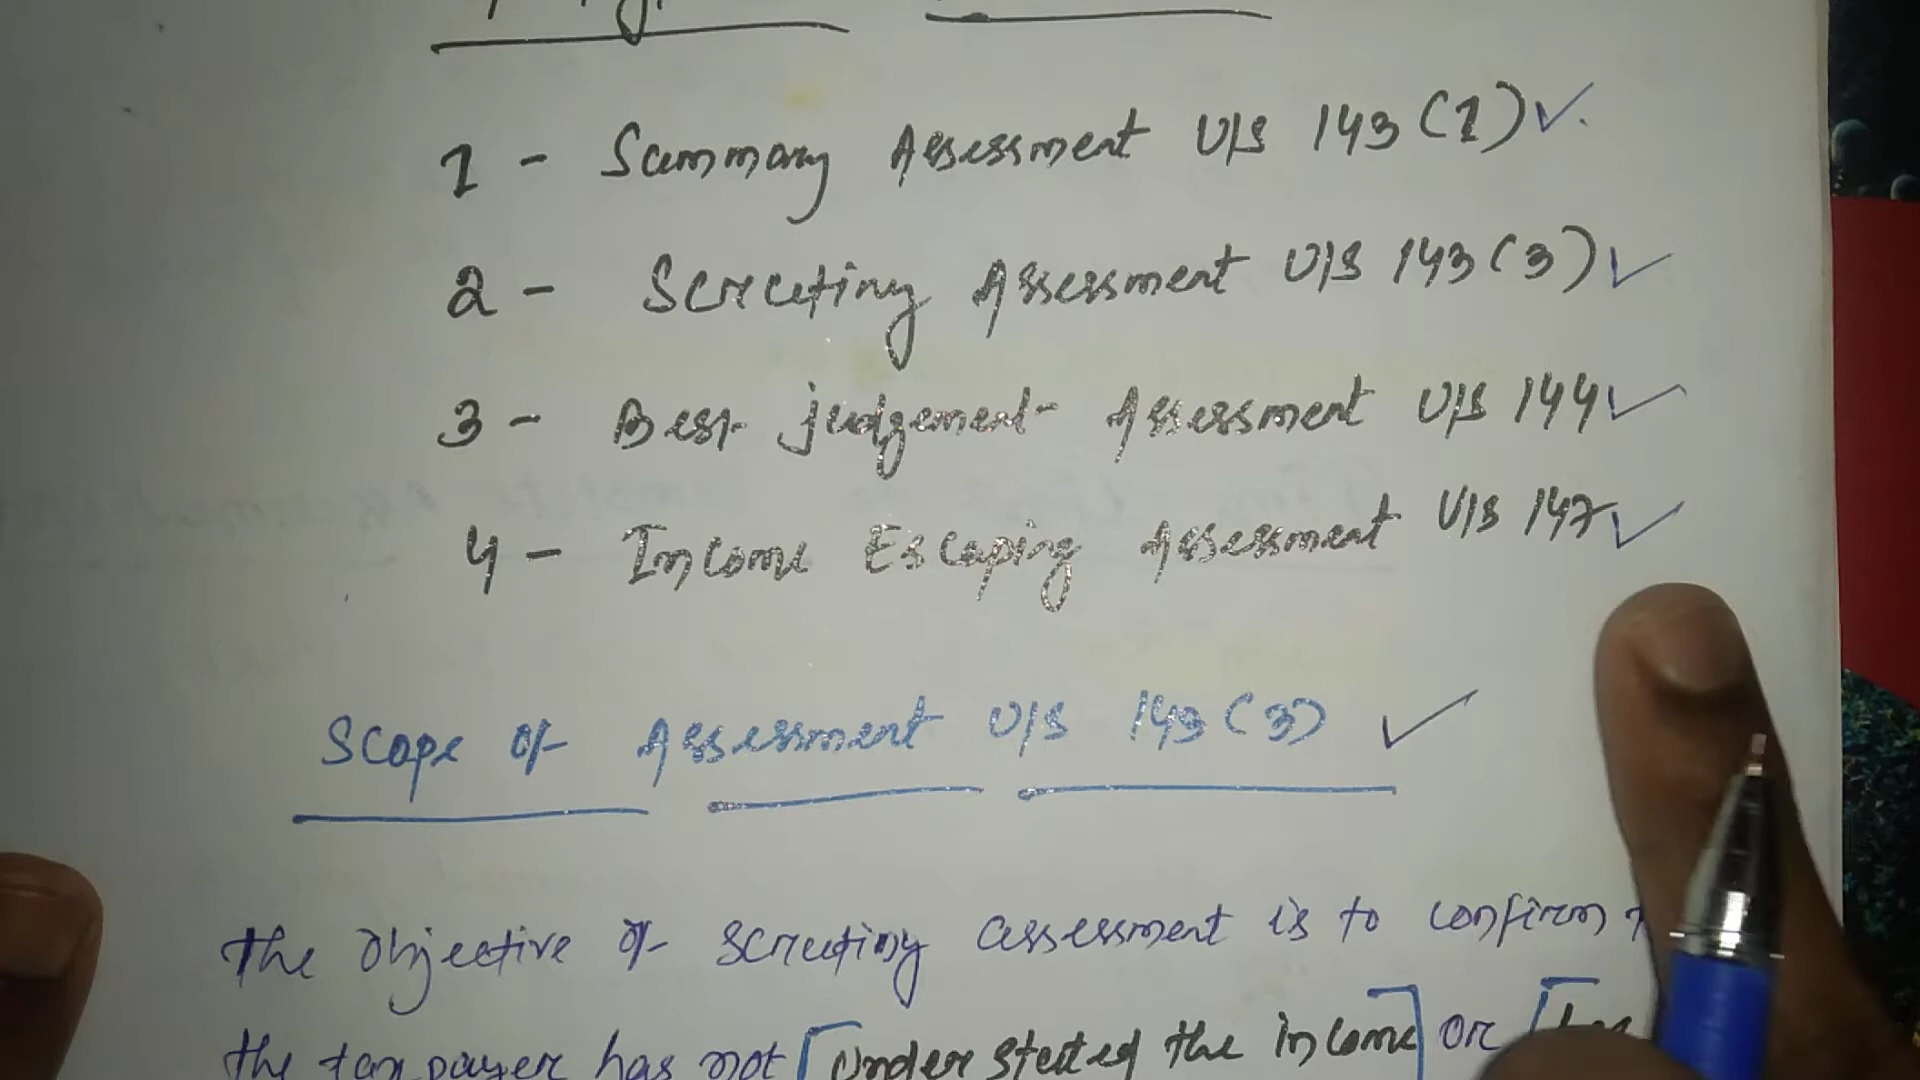 1 - Summary Assessment U/S 143 (1)
2 - Scrutiny Assessment U/S 143 (3)
3 - Best judgement Assessment U/S 144
4 - Income Escaping Assessment U/S 147
Scope of Assessment U/S 143 (3)
The objective of scrutiny assessment is to confirm
the taxpayer has not [understated the income] or [